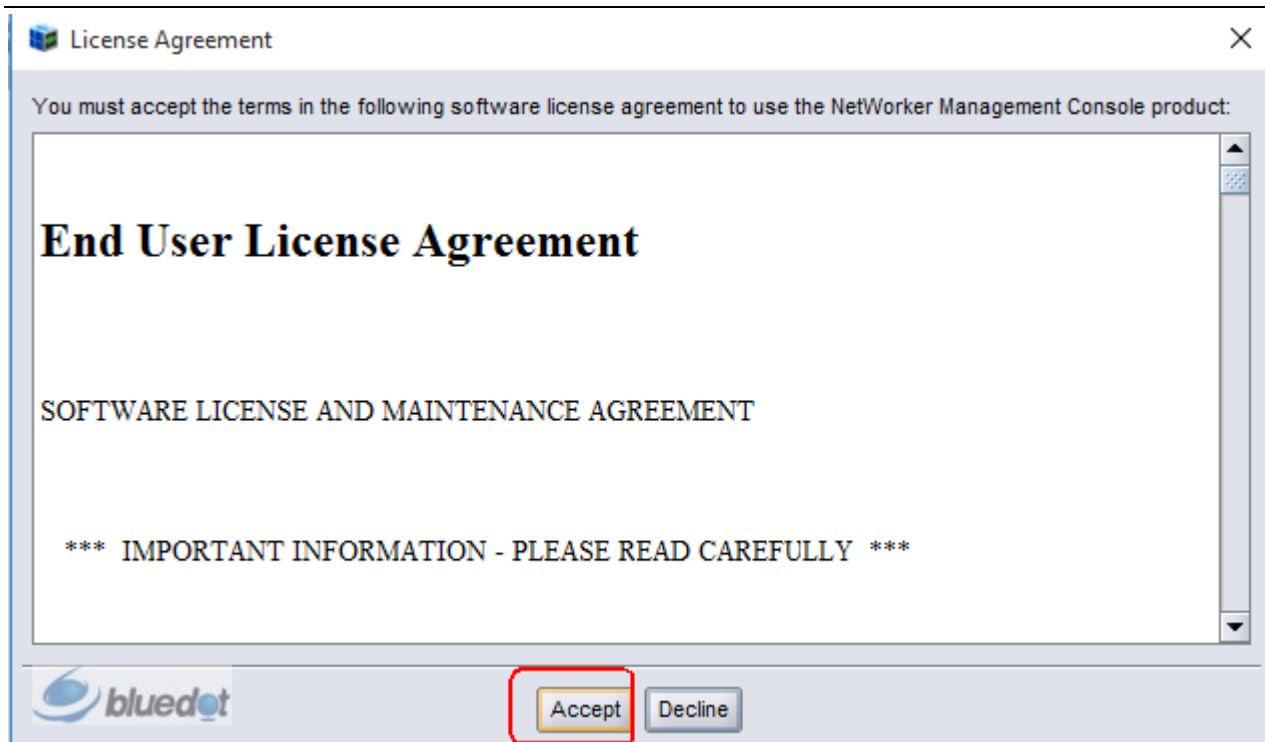 License Agreement
You must accept the terms in the following software license agreement to use the NetWorker Management Console product:
End User License Agreement
SOFTWARE LICENSE AND MAINTENANCE AGREEMENT
*** IMPORTANT INFORMATION - PLEASE READ CAREFULLY ***
bluedot
Accept Decline